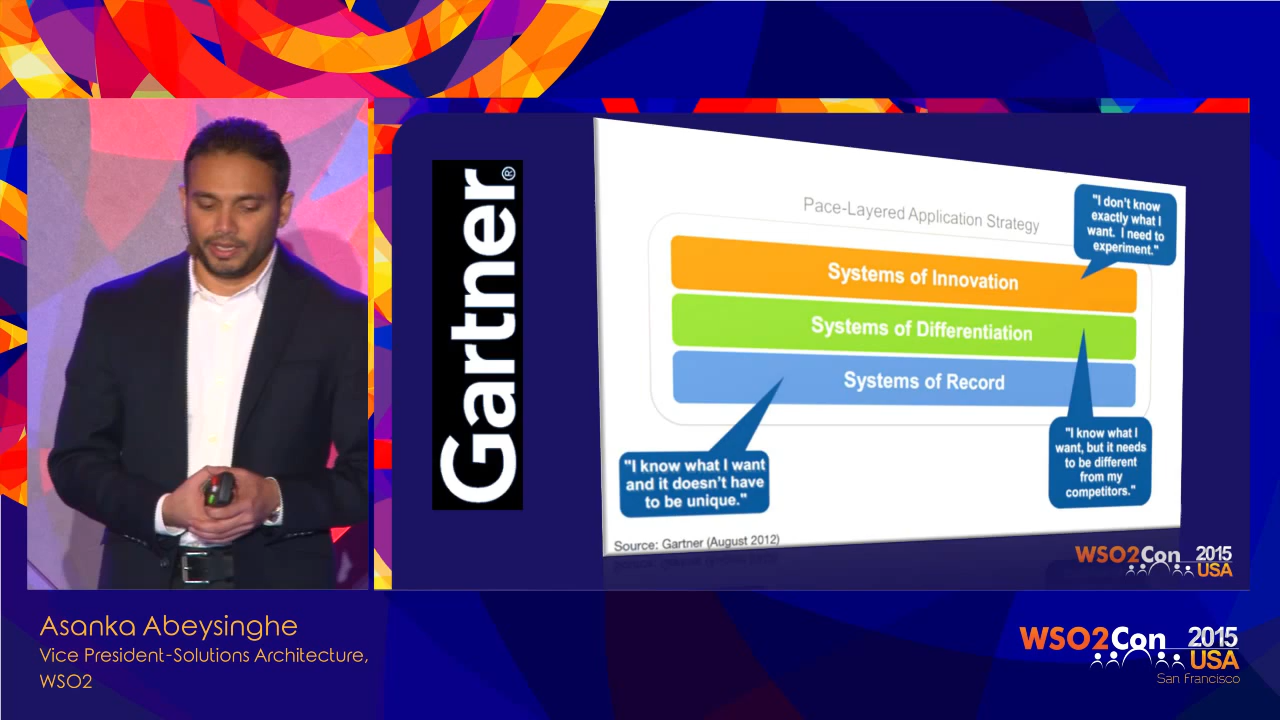 Gartner®
Pace-Layered Application Strategy
"I don't know
exactly what I
want. I need to
experiment."
Systems of Innovation
Systems of Differentiation
Systems of Record
"I know what I want
and it doesn't have
to be unique."
"I know what I
want, but it needs
to be different
from my
competitors."
Source: Gartner (August 2012)
WSO2Con 2015
USA
Asanka Abeysinghe
Vice President-Solutions Architecture,
WSO2
WSO2Con 2015
USA
San Francisco